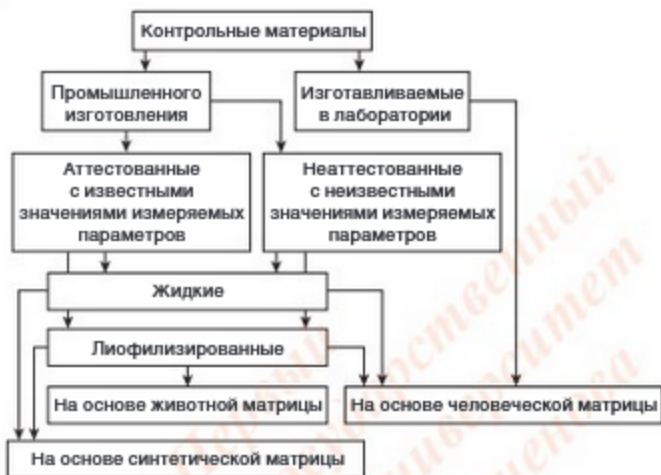 Контрольные материалы
Промышленного
изготовления
Изготавливаемые
в лаборатории
Аттестованные
с известными
значениями измеряемых
параметров
Неаттестованные
с неизвестными
значениями измеряемых
параметров
Жидкие
Лиофилизированные
На основе животной матрицы
На основе человеческой матрицы
На основе синтетической матрицы